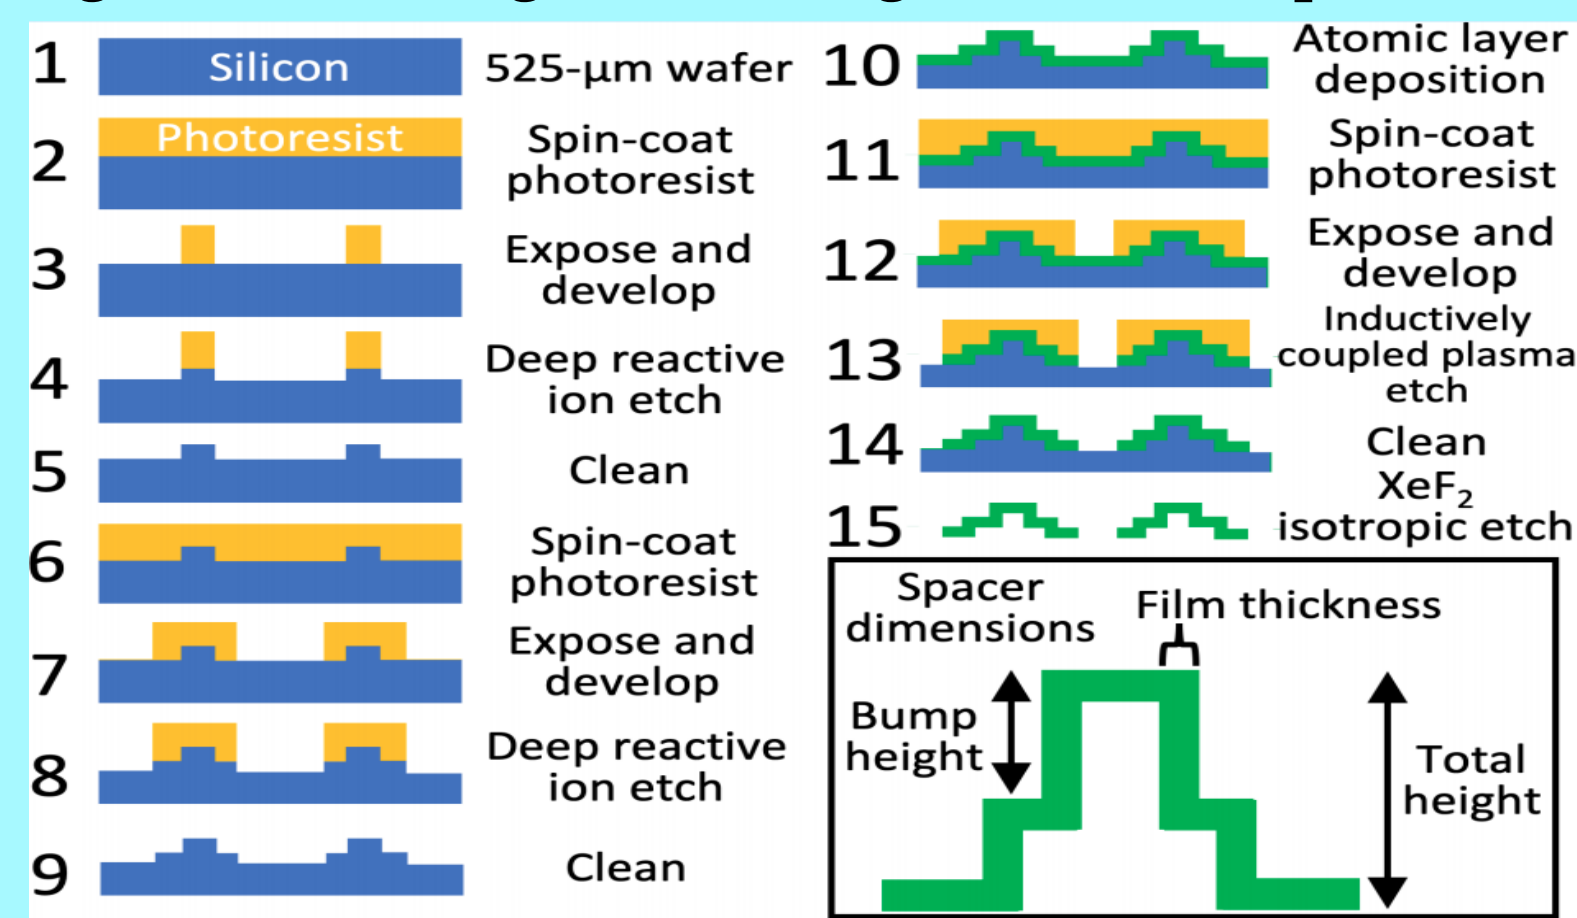 1
Silicon
525-μm wafer
2
Photoresist
Spin-coat
photoresist
3
Expose and
develop
4
Deep reactive
ion etch
5
Clean
6
Spin-coat
photoresist
7
Expose and
develop
8
Deep reactive
ion etch
9
Clean
10
Atomic layer
deposition
11
Spin-coat
photoresist
12
Expose and
develop
13
Inductively
coupled plasma
etch
14
Clean
15
XeF₂
isotropic etch
Spacer
dimensions
Film thickness
Bump
height
Total
height